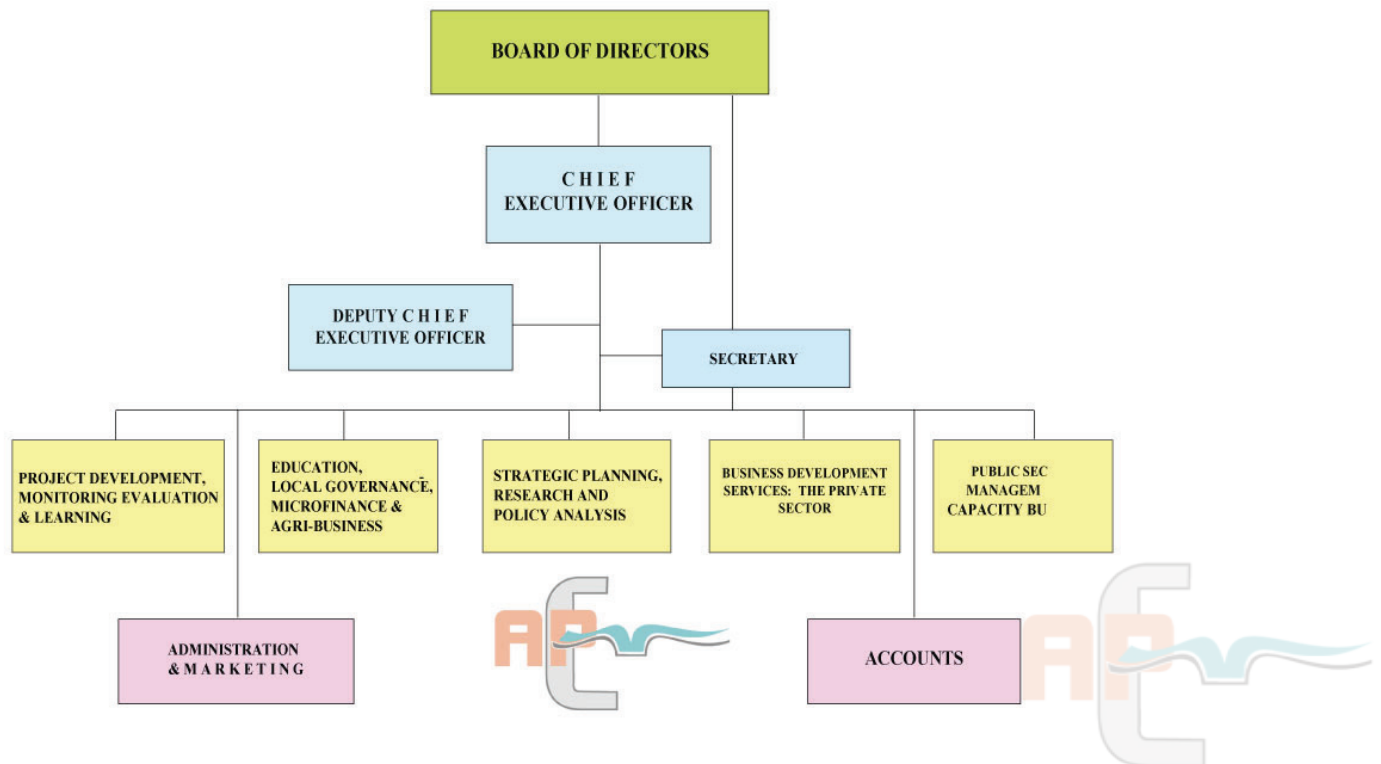 BOARD OF DIRECTORS
C H I E F
EXECUTIVE OFFICER
DEPUTY C H I E F
EXECUTIVE OFFICER
SECRETARY
PROJECT DEVELOPMENT,
MONITORING EVALUATION
& LEARNING
EDUCATION,
LOCAL GOVERNANCE,
MICROFINANCE &
AGRI-BUSINESS
STRATEGIC PLANNING,
RESEARCH AND
POLICY ANALYSIS
BUSINESS DEVELOPMENT
SERVICES: THE PRIVATE
SECTOR
PUBLIC SEC
MANAGEM
CAPACITY BU
ADMINISTRATION
& M A R K E T I N G
APC
ACCOUNTS
APC